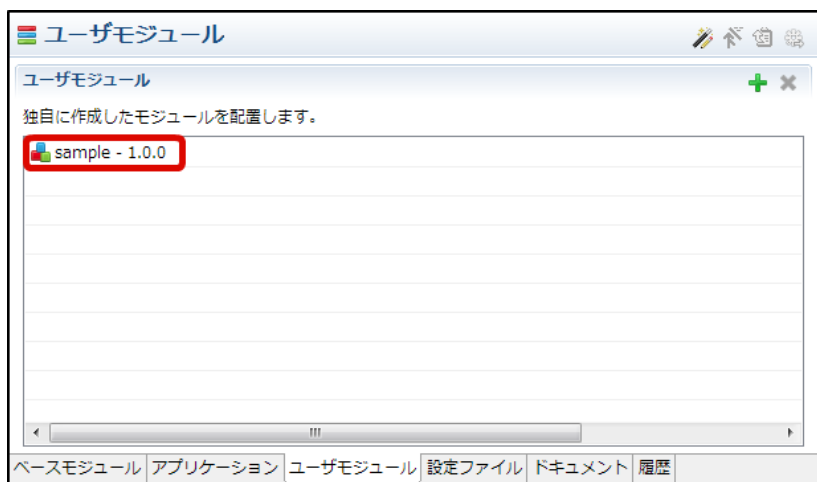 ユーザモジュール
ユーザモジュール
独自に作成したモジュールを配置します。
sample - 1.0.0
ベースモジュール アプリケーション ユーザモジュール 設定ファイル ドキュメント 履歴